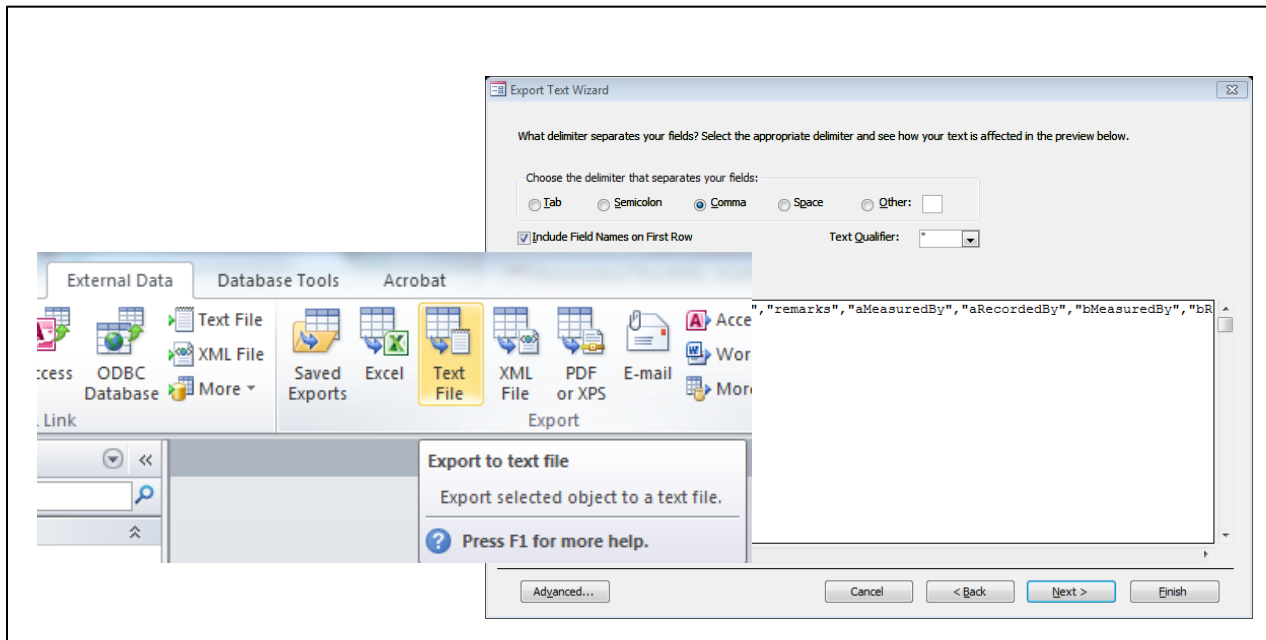 Export Text Wizard
What delimiter separates your fields? Select the appropriate delimiter and see how your text is affected in the preview below.
Choose the delimiter that separates your fields:
Tab Semicolon Comma Space Other:
Include Field Names on First Row Text Qualifier: "
","remarks","aMeasuredBy","aRecordedBy","bMeasuredBy","bR
Advanced... Cancel < Back Next > Finish
External Data Database Tools Acrobat
Text File
XML File
More
ODBC Database
Link
Saved Exports
Excel
Text File
XML File
PDF or XPS
E-mail
Acce
Wor
More
Export
Export to text file
Export selected object to a text file.
Press F1 for more help.